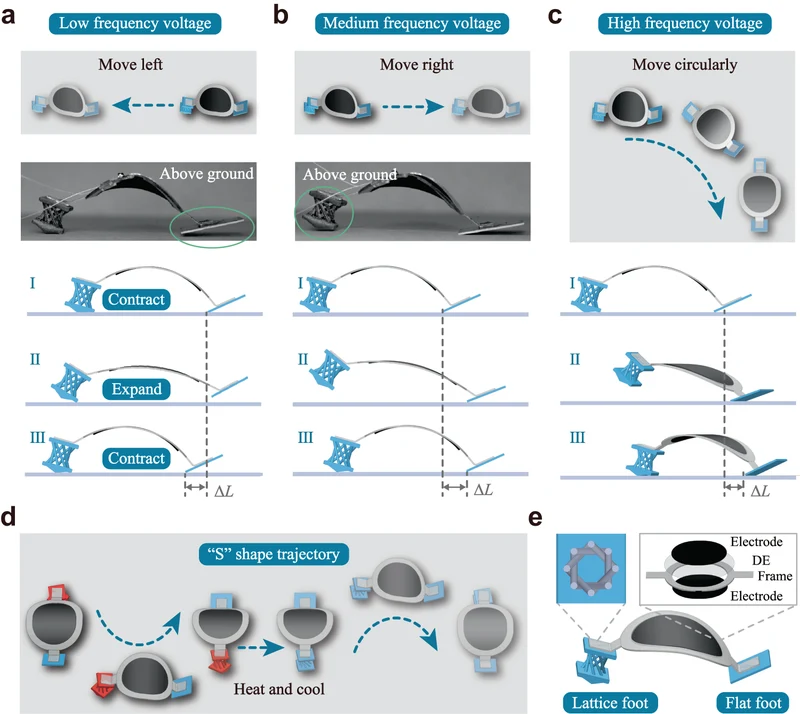 a
Low frequency voltage
Move left
Above ground
I
Contract
II
Expand
III
Contract
ΔL
b
Medium frequency voltage
Move right
Above ground
I
II
III
ΔL
c
High frequency voltage
Move circularly
I
II
III
ΔL
d
“S” shape trajectory
Heat and cool
e
Electrode
DE
Frame
Electrode
Lattice foot
Flat foot